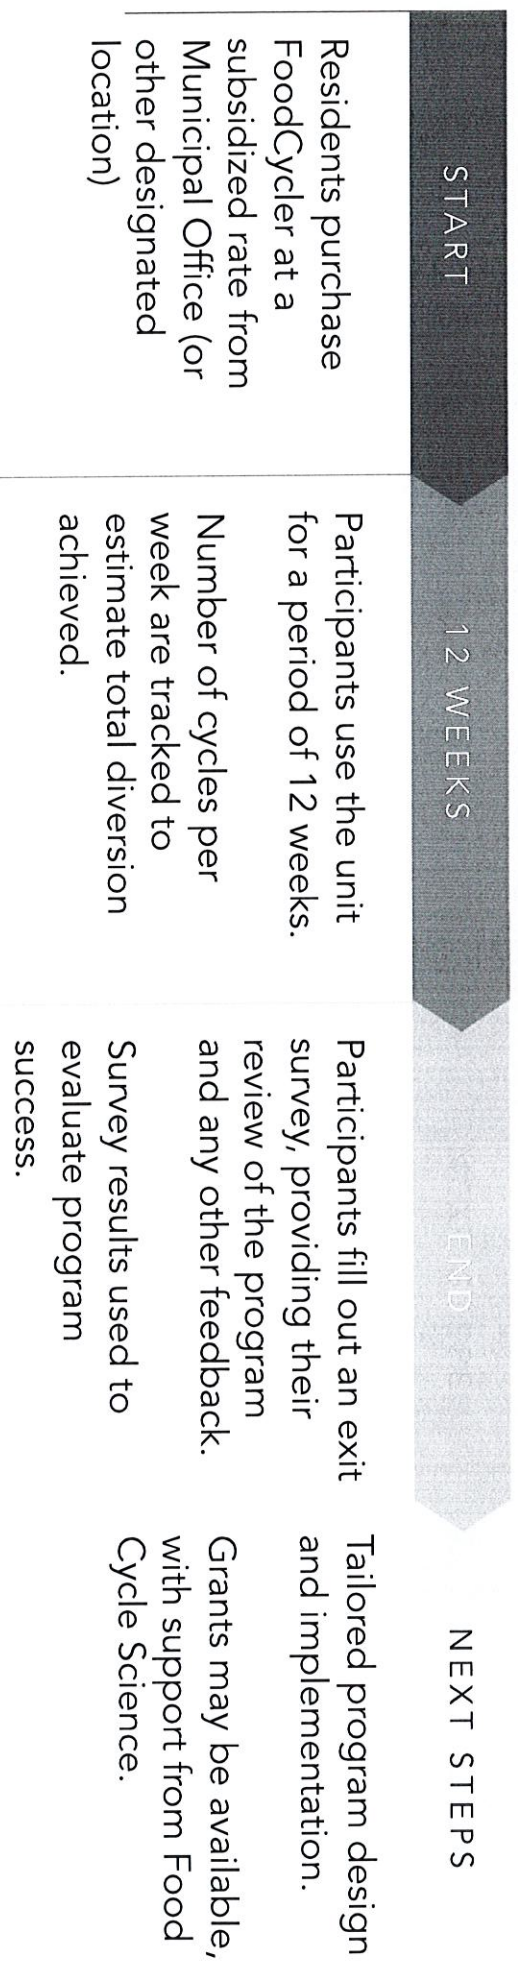 START
Residents purchase
FoodCycler at a
subsidized rate from
Municipal Office (or
other designated
location)
12 WEEKS
Participants use the unit
for a period of 12 weeks.
Number of cycles per
week are tracked to
estimate total diversion
achieved.
END
Participants fill out an exit
survey, providing their
review of the program
and any other feedback.
Survey results used to
evaluate program
success.
NEXT STEPS
Tailored program design
and implementation.
Grants may be available,
with support from Food
Cycle Science.